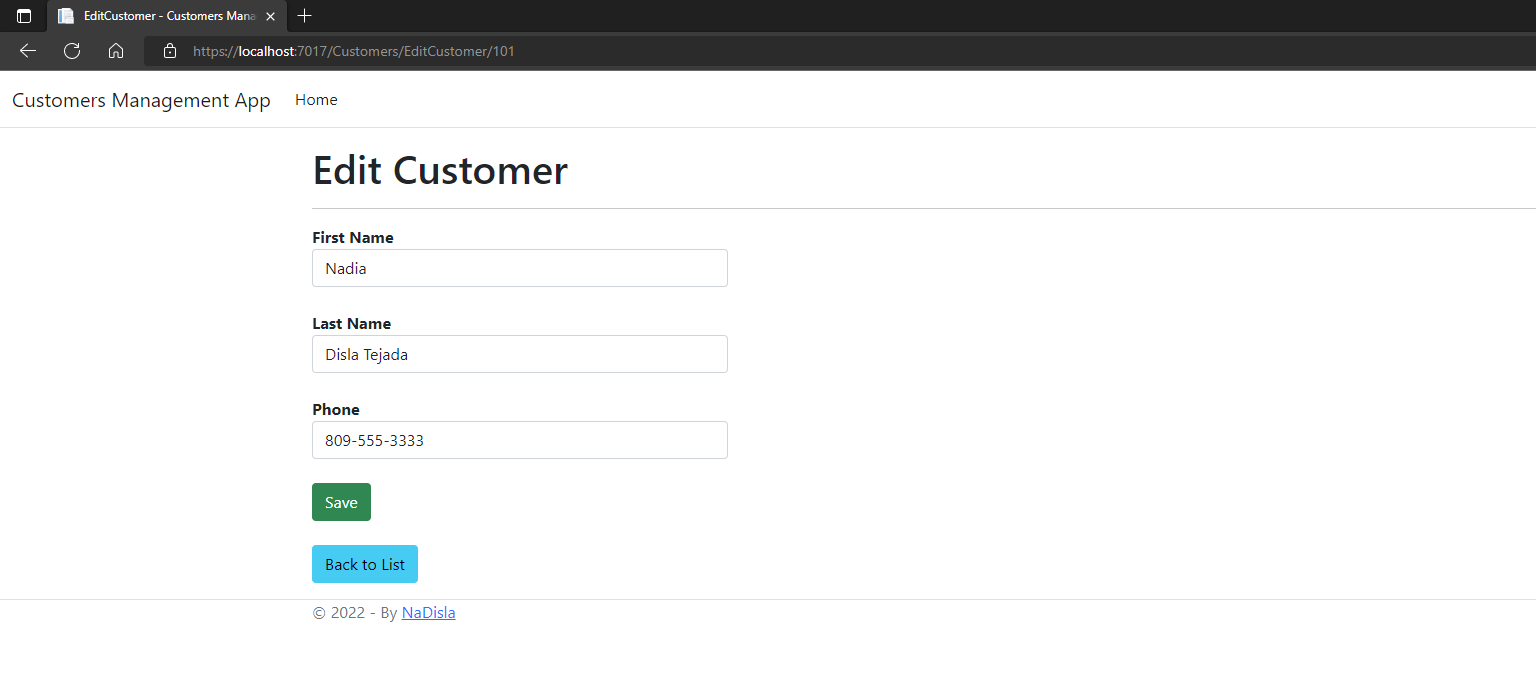 EditCustomer - Customers Mana
https://localhost:7017/Customers/EditCustomer/101
Customers Management App Home
Edit Customer
First Name
Nadia
Last Name
Disla Tejada
Phone
809-555-3333
Save
Back to List
© 2022 - By NaDisla